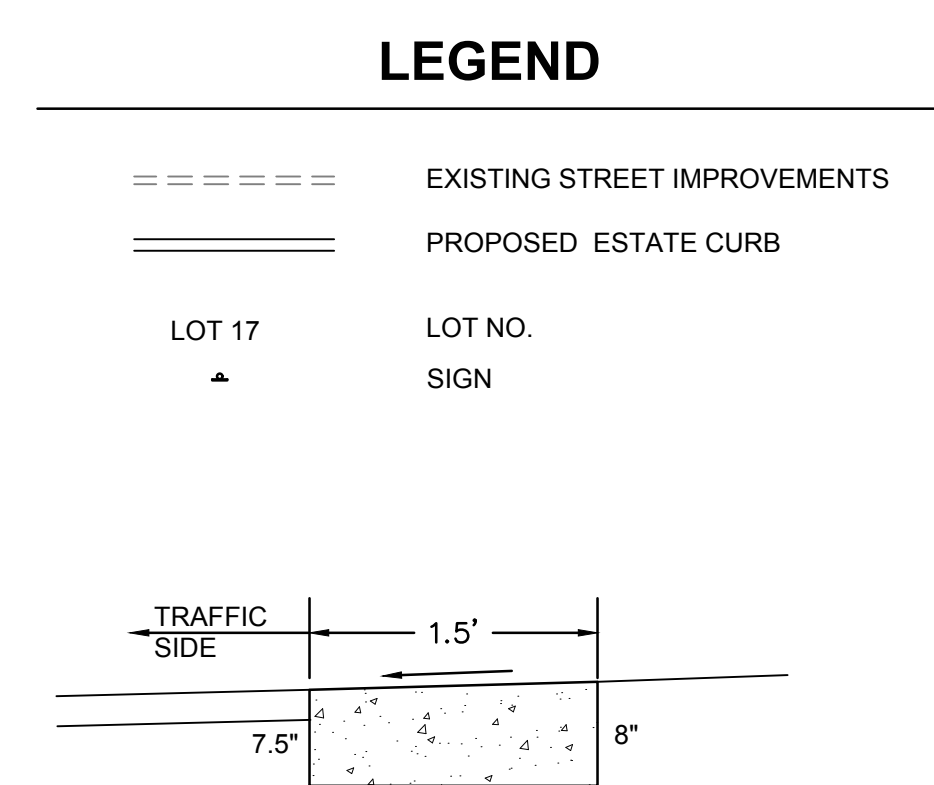 LEGEND
EXISTING STREET IMPROVEMENTS
PROPOSED ESTATE CURB
LOT 17 LOT NO.
SIGN
TRAFFIC
SIDE
1.5'
7.5"
8"